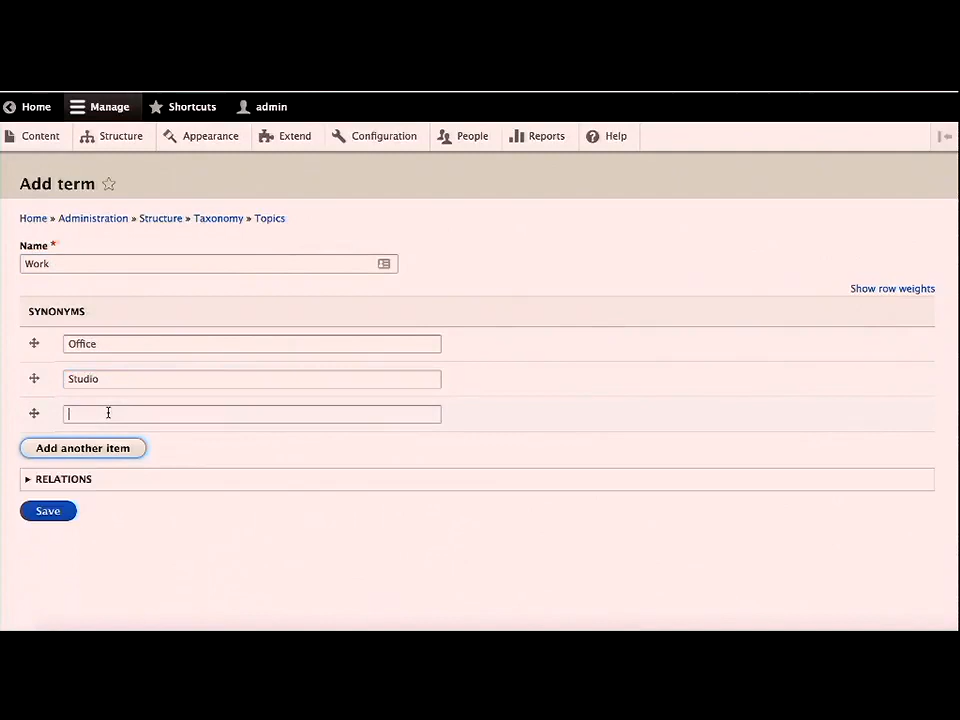 Home Manage Shortcuts admin
Content Structure Appearance Extend Configuration People Reports Help
Add term
Home » Administration » Structure » Taxonomy » Topics
Name *
Work
Show row weights
SYNONYMS
Office
Studio
Add another item
RELATIONS
Save